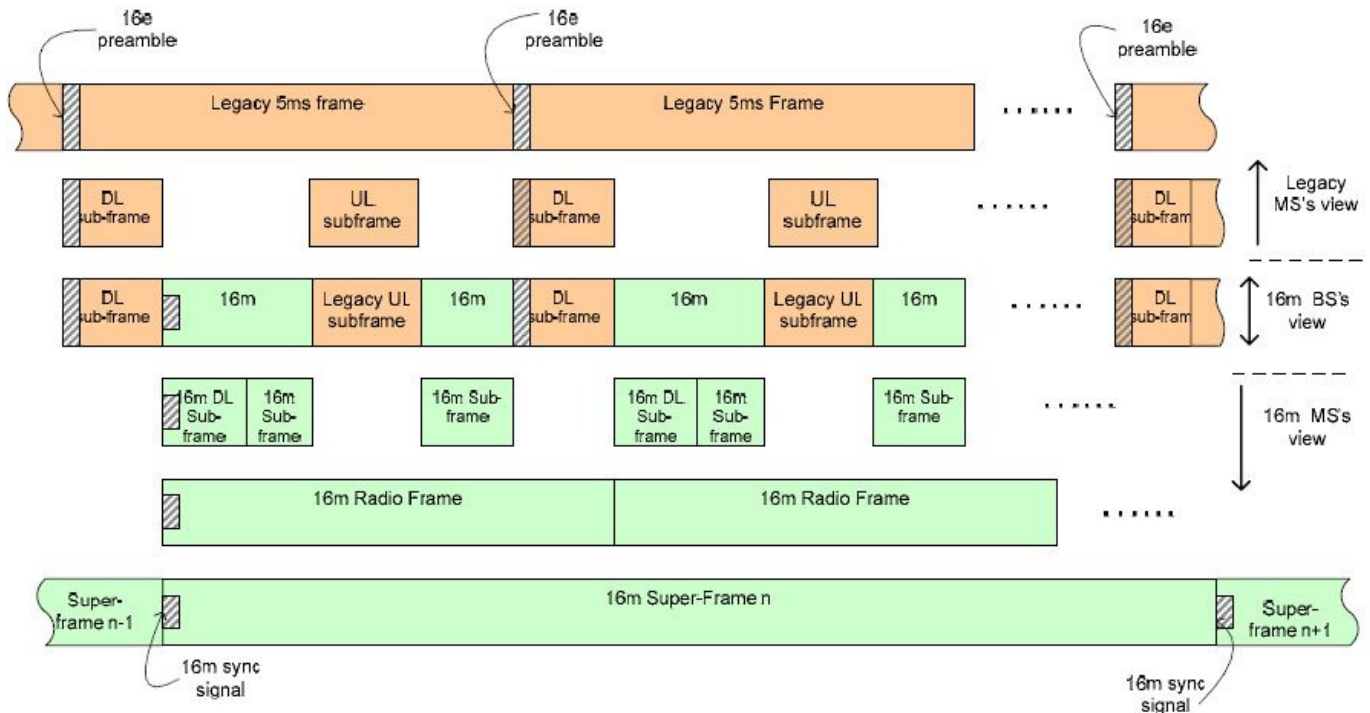 16e
preamble
16e
preamble
16e
preamble
Legacy 5ms frame
Legacy 5ms Frame
......
DL
sub-frame
UL
subframe
DL
sub-frame
UL
subframe
......
DL
sub-fram
Legacy
MS's view
DL
sub-frame
16m
Legacy UL
subframe
16m
DL
sub-frame
16m
Legacy UL
subframe
16m
......
DL
sub-fram
16m BS's
view
16m DL
Sub-
frame
16m
Sub-
frame
16m Sub-
frame
16m DL
Sub-
frame
16m
Sub-
frame
16m Sub-
frame
......
16m MS's
view
16m Radio Frame
16m Radio Frame
......
Super-
frame n-1
16m Super-Frame n
Super-
frame n+1
16m sync
signal
16m sync
signal